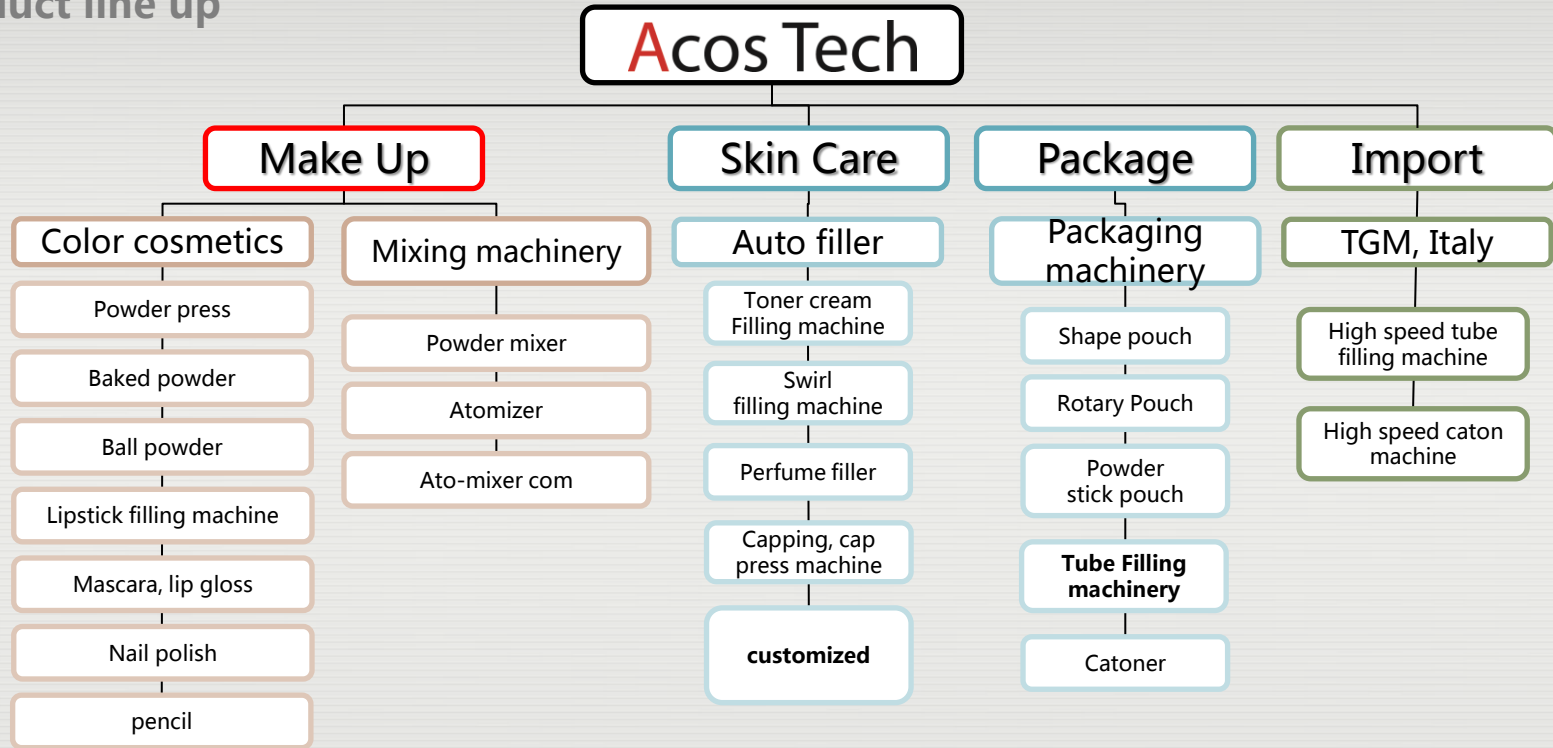 duct line up
Acos Tech
Make Up
Skin Care
Package
Import
Color cosmetics
Powder press
Baked powder
Ball powder
Lipstick filling machine
Mascara, lip gloss
Nail polish
pencil
Mixing machinery
Powder mixer
Atomizer
Ato-mixer com
Auto filler
Toner cream
Filling machine
Swirl
filling machine
Perfume filler
Capping, cap
press machine
customized
Packaging
machinery
Shape pouch
Rotary Pouch
Powder
stick pouch
Tube Filling
machinery
Catoner
TGM, Italy
High speed tube
filling machine
High speed caton
machine